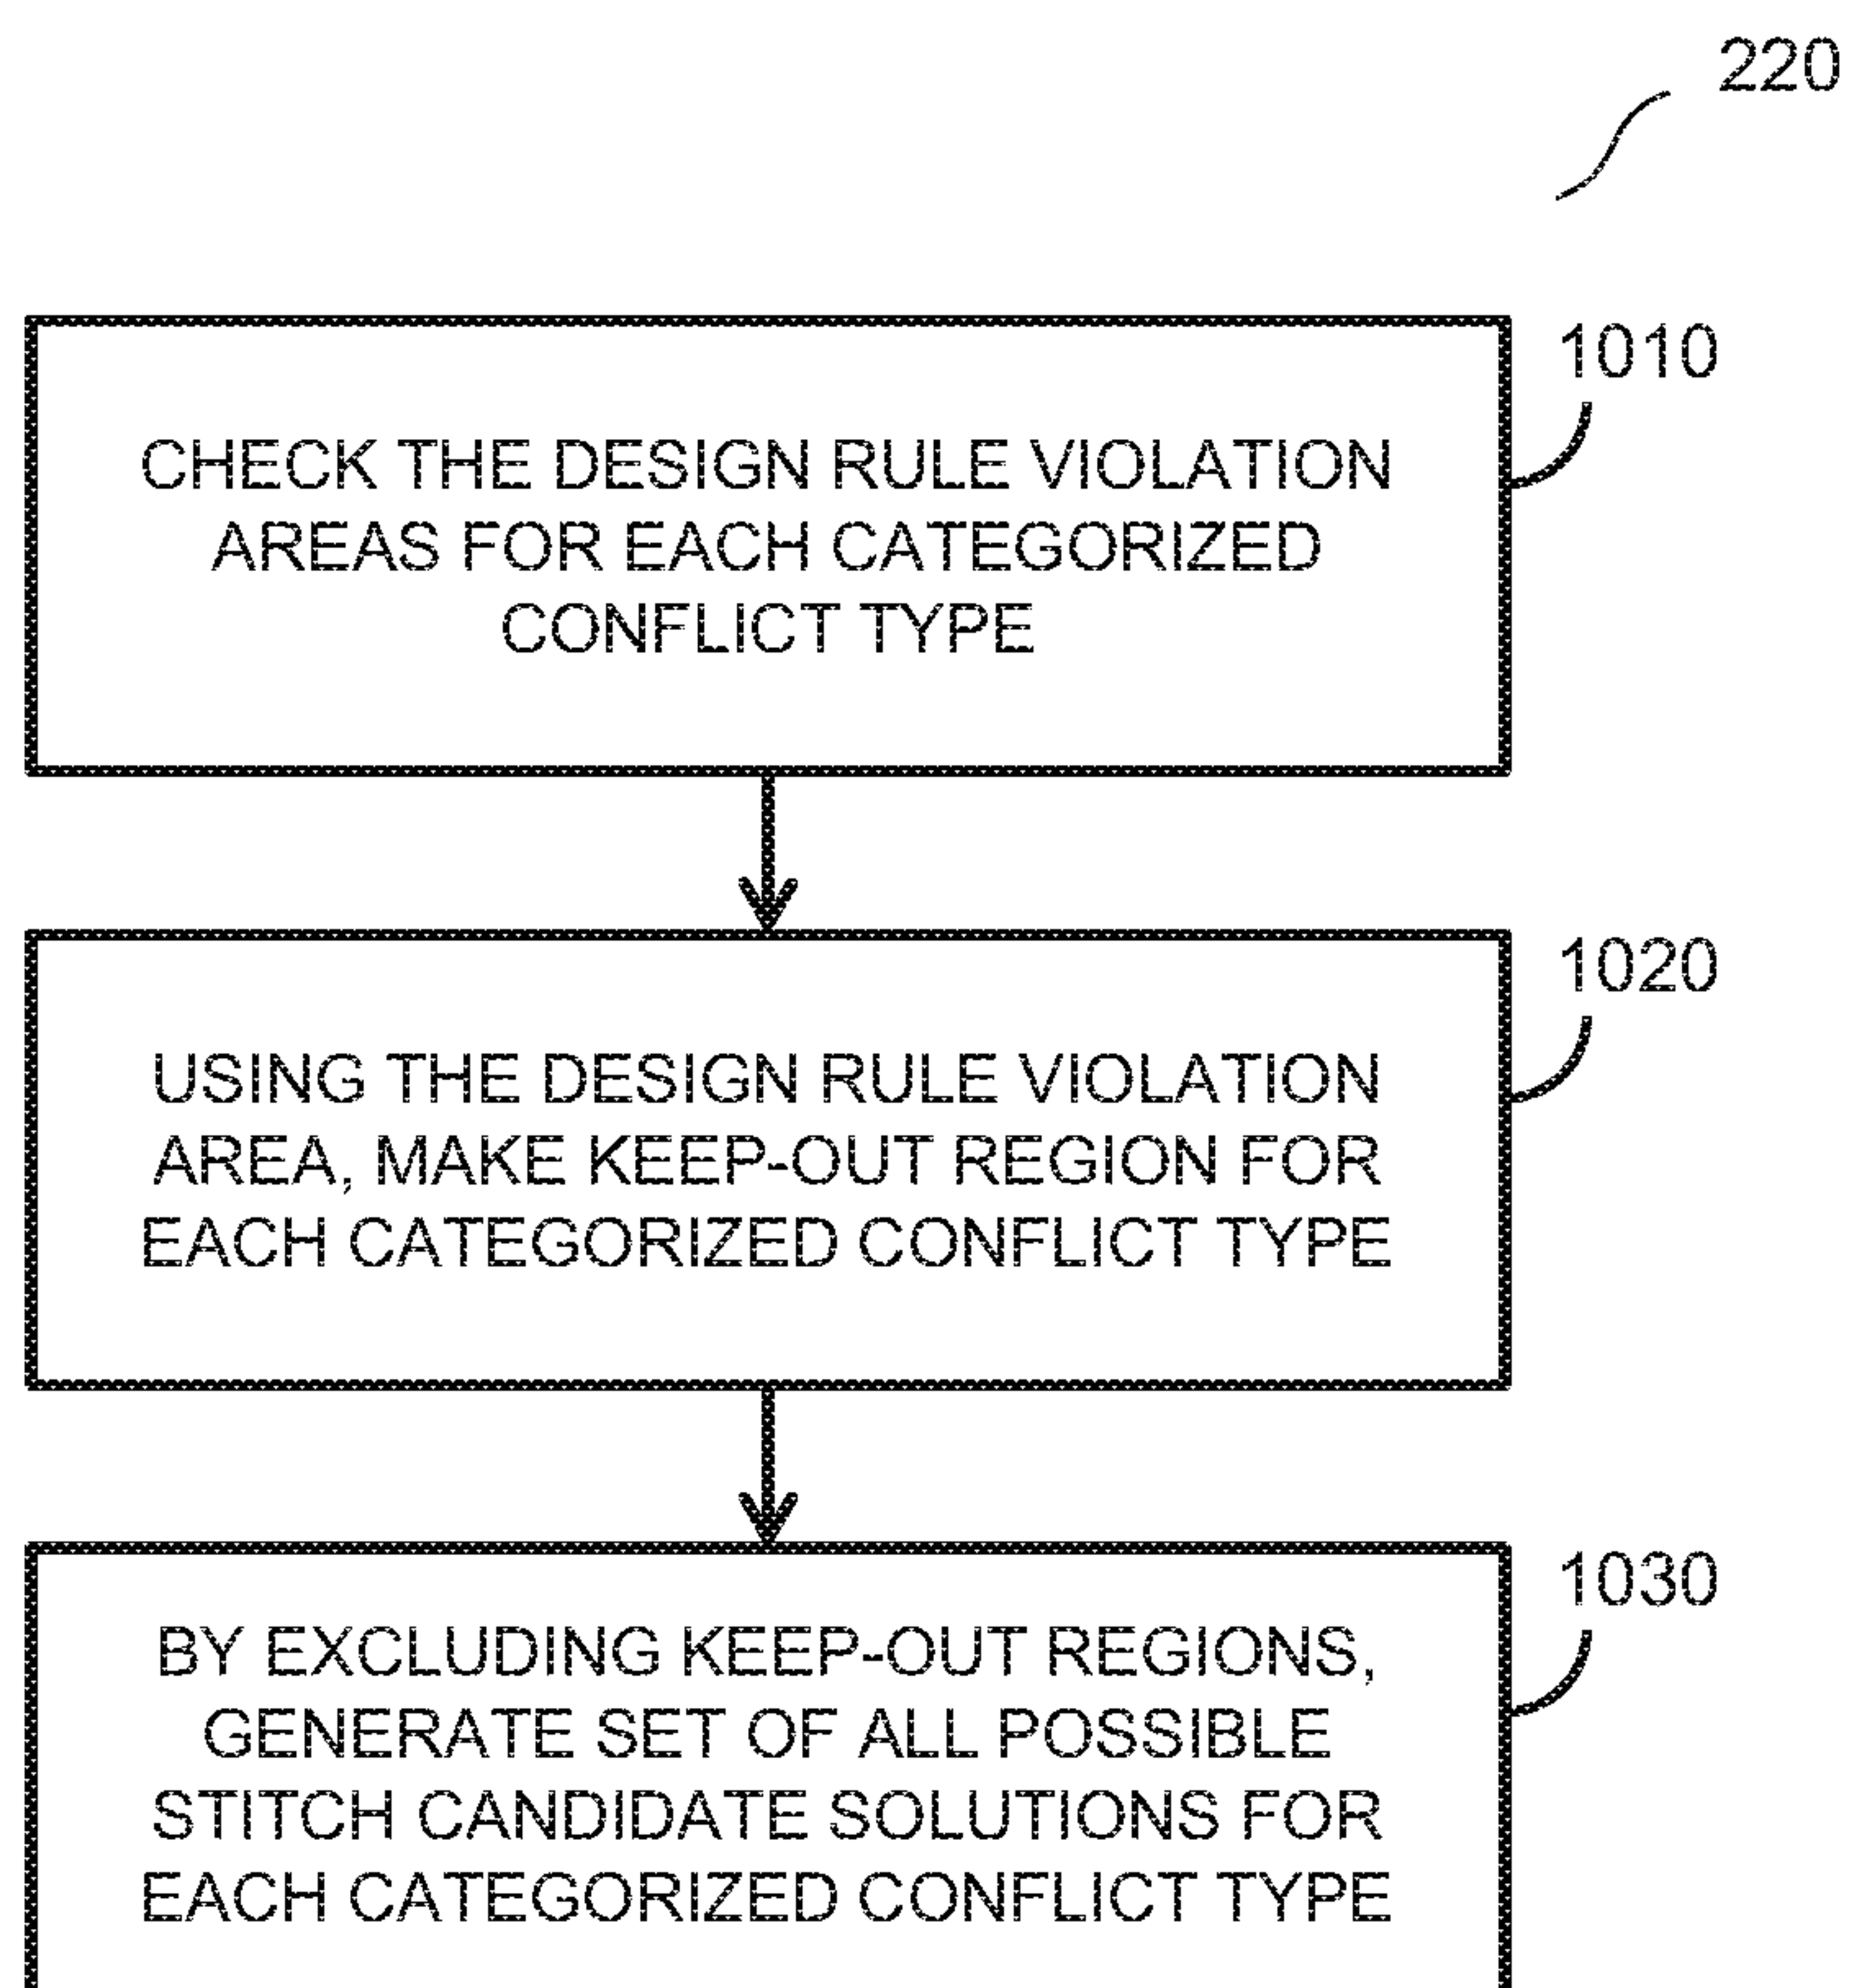 220
1010
CHECK THE DESIGN RULE VIOLATION
AREAS FOR EACH CATEGORIZED
CONFLICT TYPE
1020
USING THE DESIGN RULE VIOLATION
AREA, MAKE KEEP-OUT REGION FOR
EACH CATEGORIZED CONFLICT TYPE
1030
BY EXCLUDING KEEP-OUT REGIONS,
GENERATE SET OF ALL POSSIBLE
STITCH CANDIDATE SOLUTIONS FOR
EACH CATEGORIZED CONFLICT TYPE